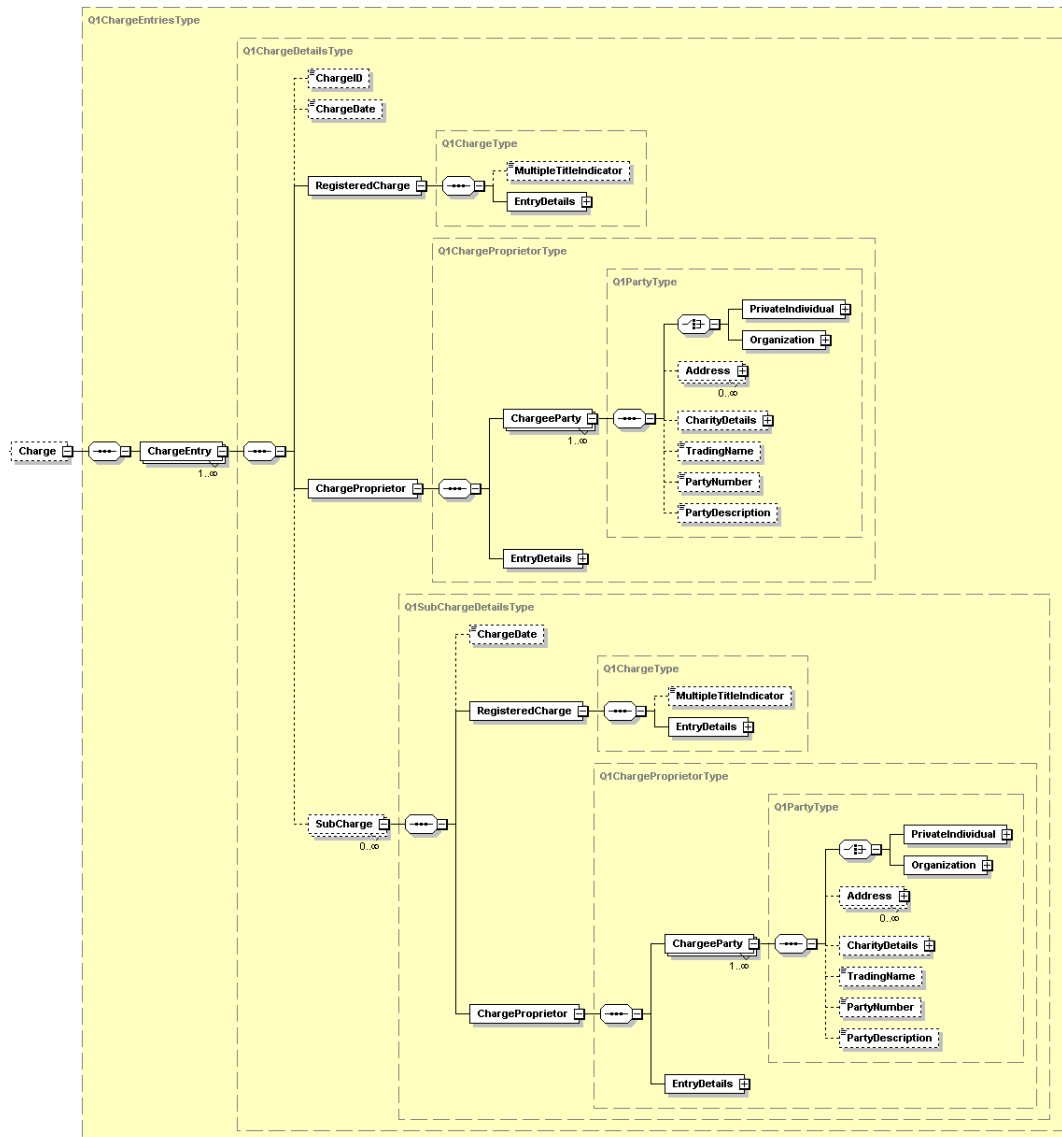 Q1ChargeEntriesType
Q1ChargeDetailsType
ChargeID
ChargeDate
Q1ChargeType
MultipleTitleIndicator
RegisteredCharge
EntryDetails
Q1ChargeProprietorType
Q1PartyType
PrivateIndividual
Organization
Address
0..∞
ChargeeParty
1..∞
CharityDetails
TradingName
PartyNumber
PartyDescription
Charge
ChargeEntry
1..∞
ChargeProprietor
EntryDetails
Q1SubChargeDetailsType
ChargeDate
Q1ChargeType
MultipleTitleIndicator
RegisteredCharge
EntryDetails
Q1ChargeProprietorType
Q1PartyType
SubCharge
0..∞
PrivateIndividual
Organization
Address
0..∞
ChargeeParty
1..∞
CharityDetails
TradingName
PartyNumber
PartyDescription
ChargeProprietor
EntryDetails